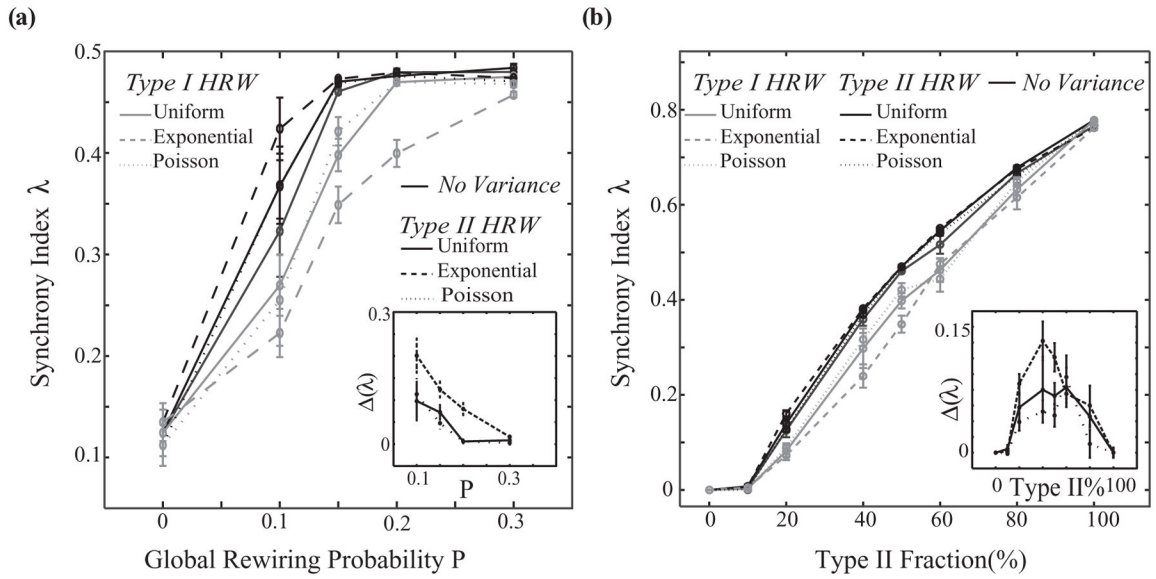 (a)
0.5
0.4
0.3
0.2
0.1
Synchrony Index λ
Type I HRW
Uniform
Exponential
Poisson
No Variance
Type II HRW
Uniform
Exponential
Poisson
0.3
0
Δ(λ)
0.1 0.3
P
0 0.1 0.2 0.3
Global Rewiring Probability P
(b)
0.8
0.6
0.4
0.2
0
Synchrony Index λ
Type I HRW Type II HRW No Variance
Uniform Uniform
Exponential Exponential
Poisson Poisson
0.15
0
Δ(λ)
0 Type II% 100
0 20 40 60 80 100
Type II Fraction(%)